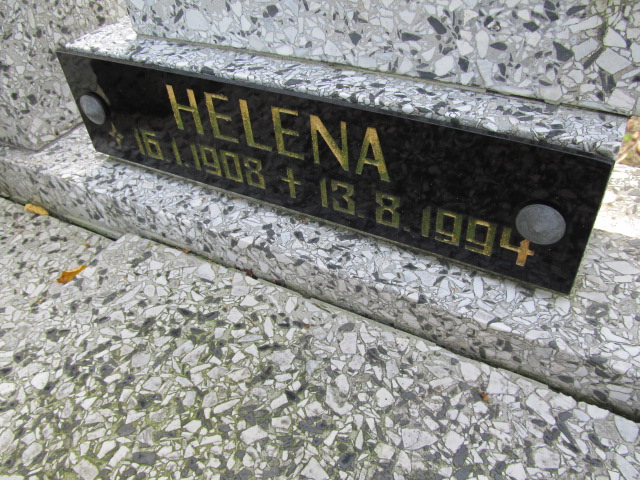 HELENA
+ 16.1.1908 + 13.8.1994 +